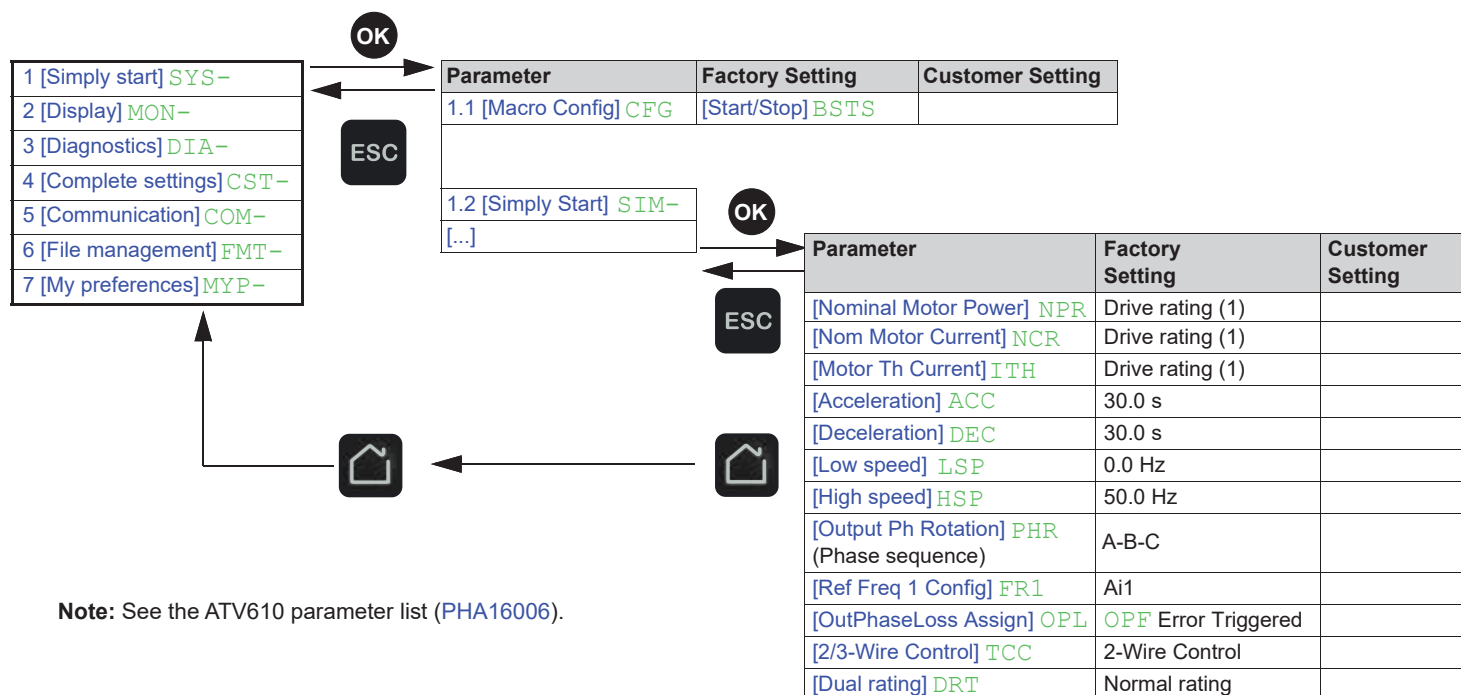 OK
1 [Simply start] SYS-
2 [Display] MON-
3 [Diagnostics] DIA-
4 [Complete settings] CST-
5 [Communication] COM-
6 [File management] FMT-
7 [My preferences] MYP-
ESC
Parameter Factory Setting Customer Setting
1.1 [Macro Config] CFG [Start/Stop] BSTS
1.2 [Simply Start] SIM-
[...]
OK
ESC
Parameter Factory Setting Customer Setting
[Nominal Motor Power] NPR Drive rating (1)
[Nom Motor Current] NCR Drive rating (1)
[Motor Th Current] ITH Drive rating (1)
[Acceleration] ACC 30.0 s
[Deceleration] DEC 30.0 s
[Low speed] LSP 0.0 Hz
[High speed] HSP 50.0 Hz
[Output Ph Rotation] PHR
(Phase sequence) A-B-C
[Ref Freq 1 Config] FR1 Ai1
[OutPhaseLoss Assign] OPL OPF Error Triggered
[2/3-Wire Control] TCC 2-Wire Control
[Dual rating] DRT Normal rating
Note: See the ATV610 parameter list (PHA16006).